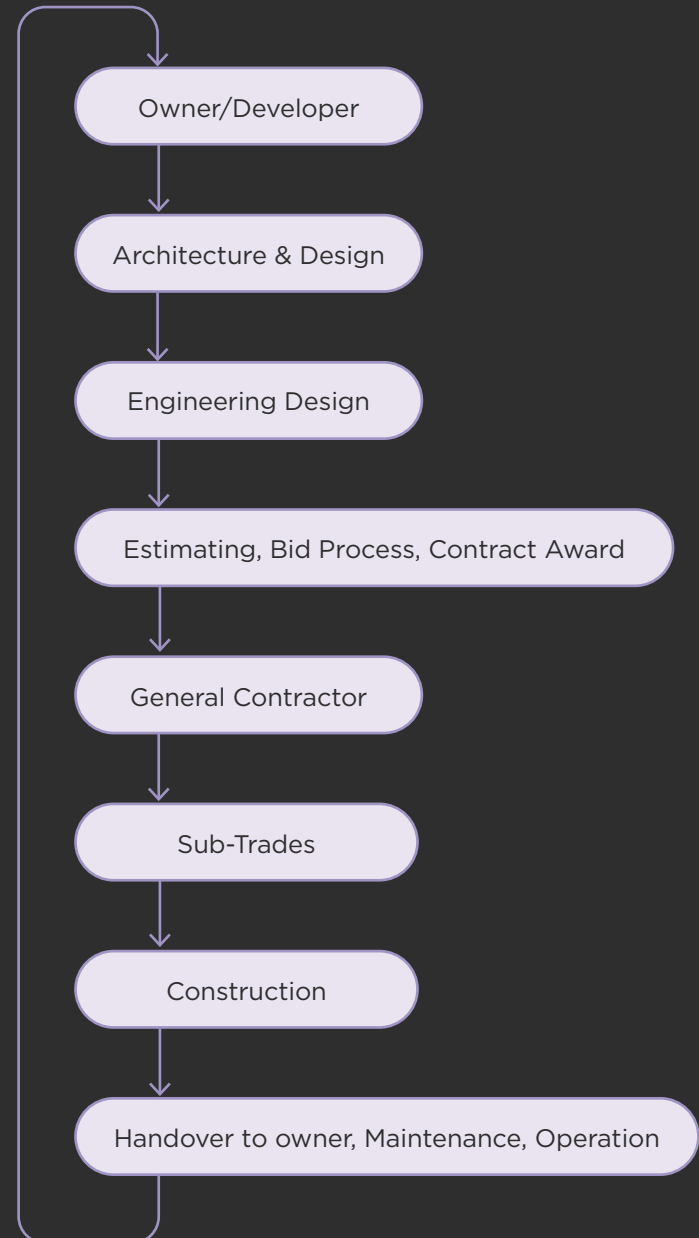 Owner/Developer
Architecture & Design
Engineering Design
Estimating, Bid Process, Contract Award
General Contractor
Sub-Trades
Construction
Handover to owner, Maintenance, Operation